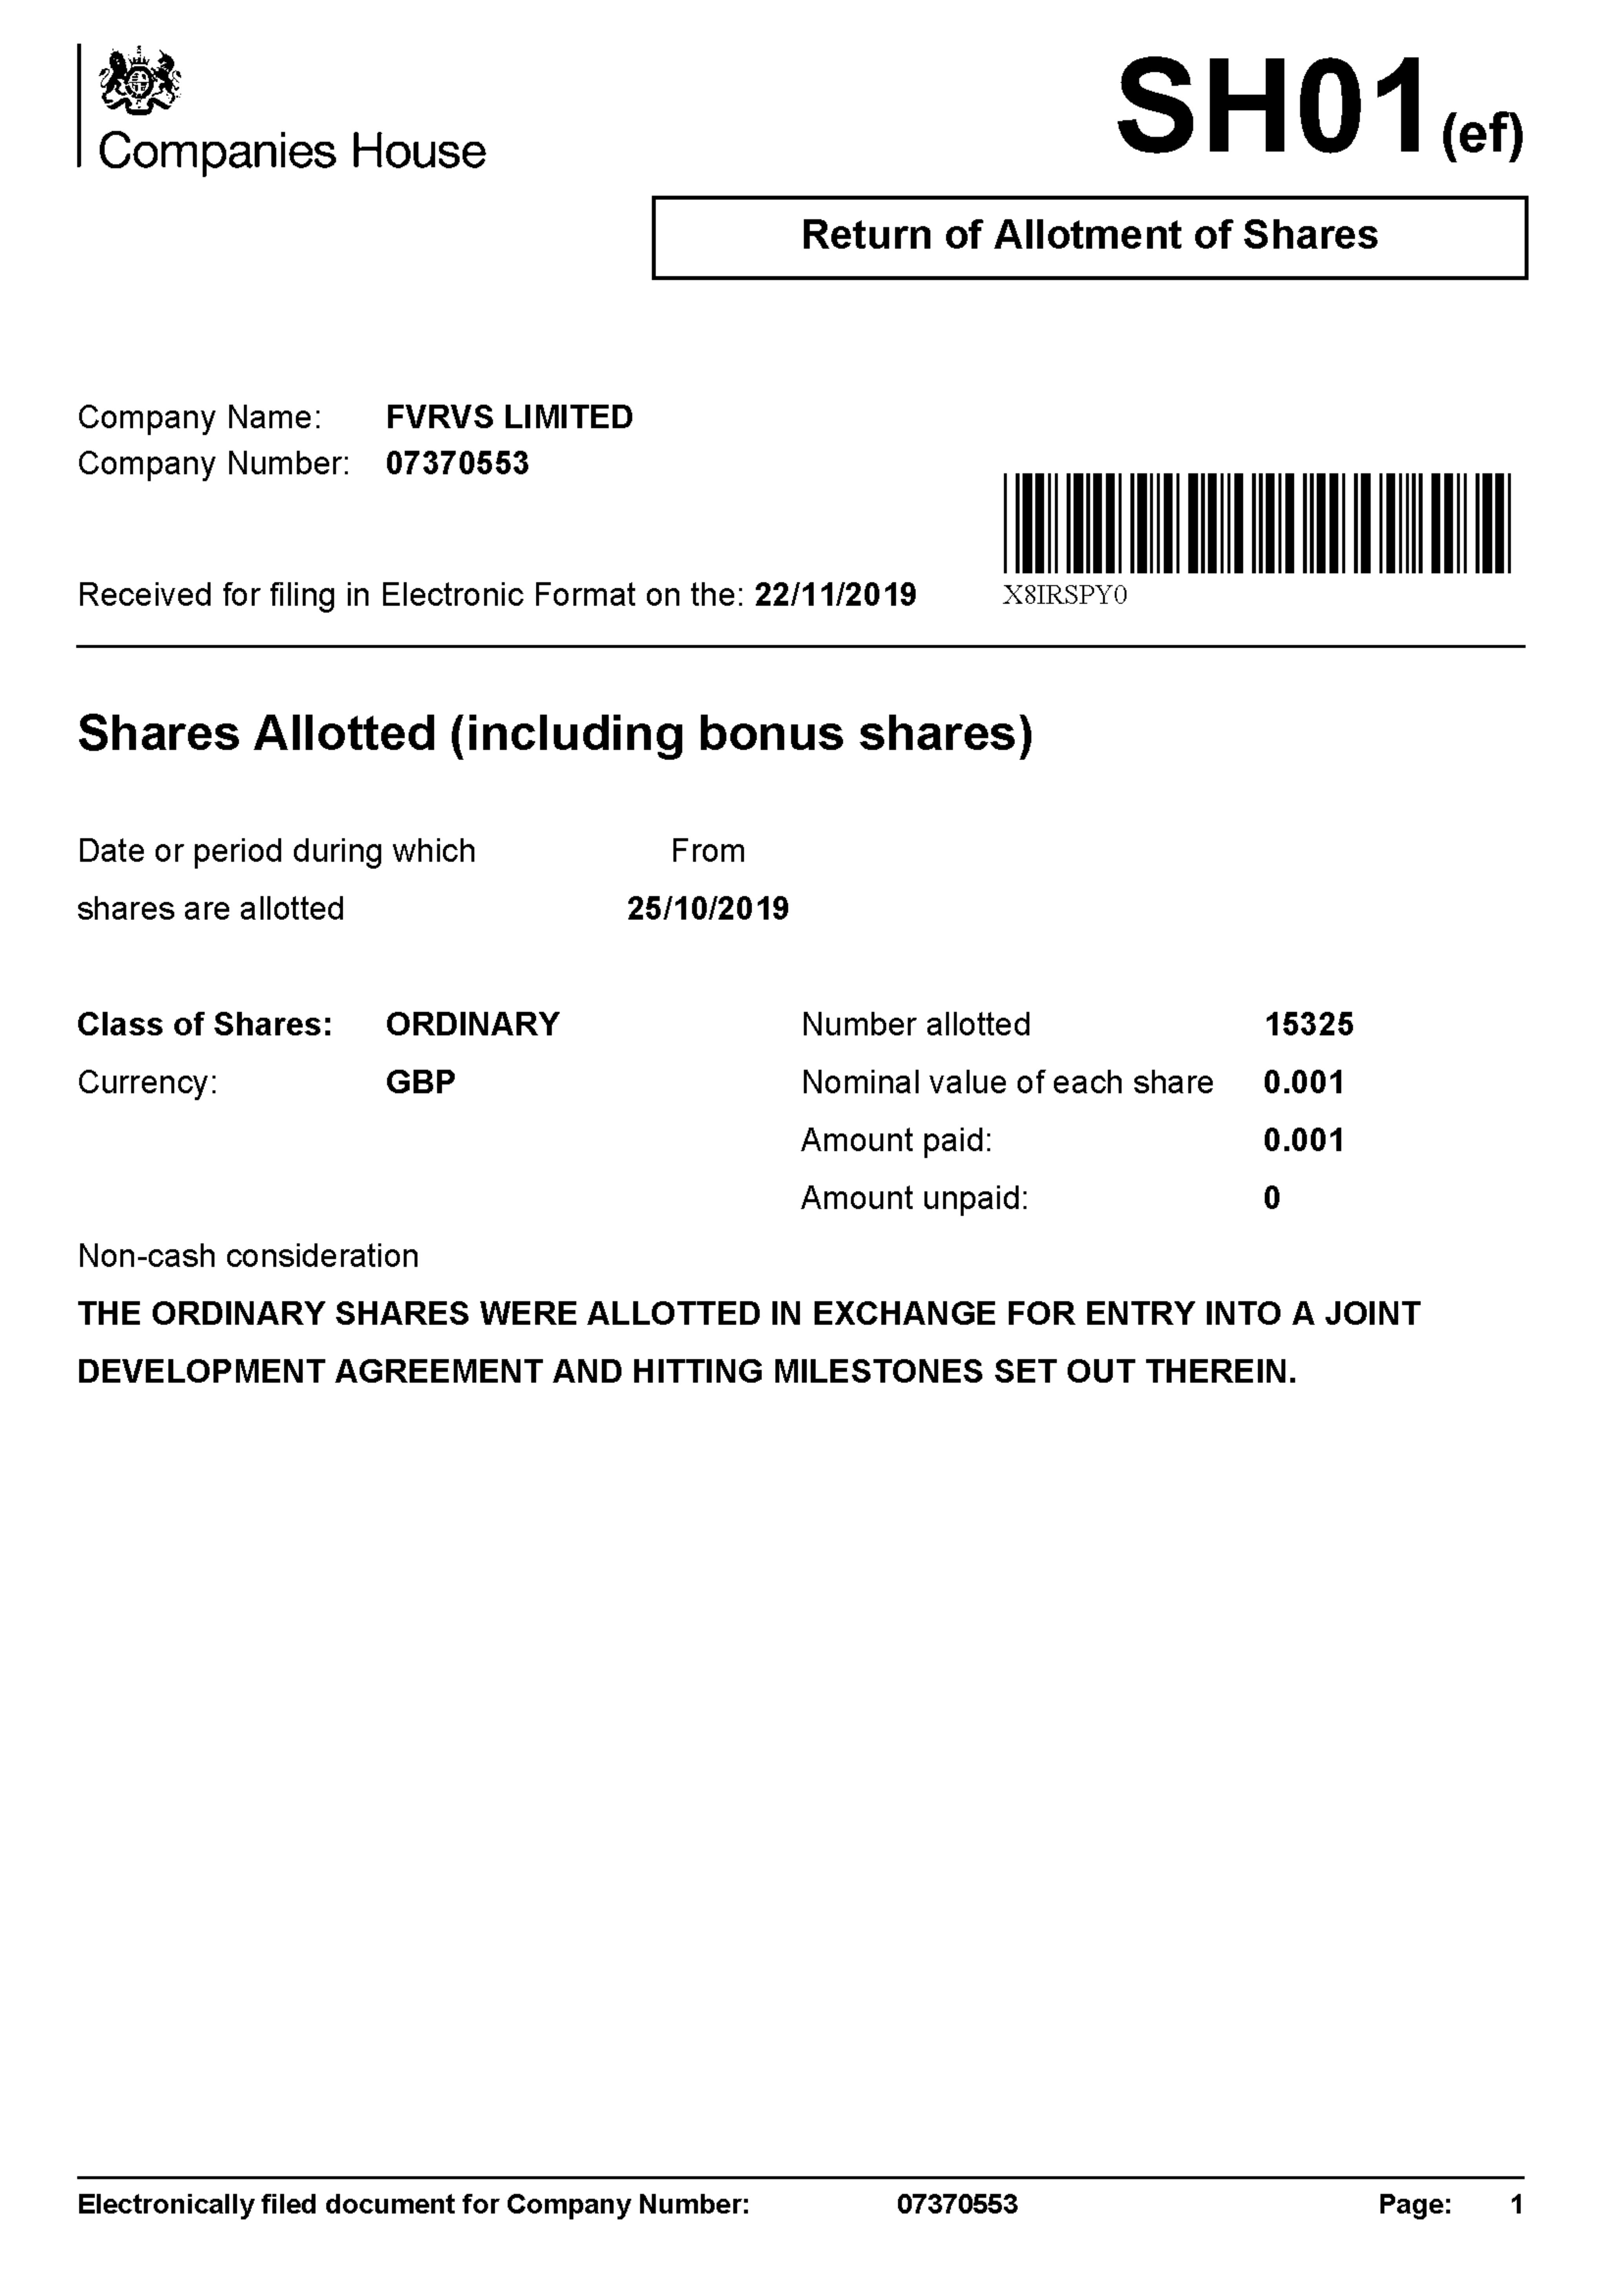 Companies House
SH01(ef)
Return of Allotment of Shares
Company Name: FVRVS LIMITED
Company Number: 07370553
Received for filing in Electronic Format on the: 22/11/2019
X8IRSPY0
Shares Allotted (including bonus shares)
Date or period during which From
shares are allotted 25/10/2019
Class of Shares: ORDINARY Number allotted 15325
Currency: GBP Nominal value of each share 0.001
Amount paid: 0.001
Amount unpaid: 0
Non-cash consideration
THE ORDINARY SHARES WERE ALLOTTED IN EXCHANGE FOR ENTRY INTO A JOINT
DEVELOPMENT AGREEMENT AND HITTING MILESTONES SET OUT THEREIN.
Electronically filed document for Company Number: 07370553 Page: 1